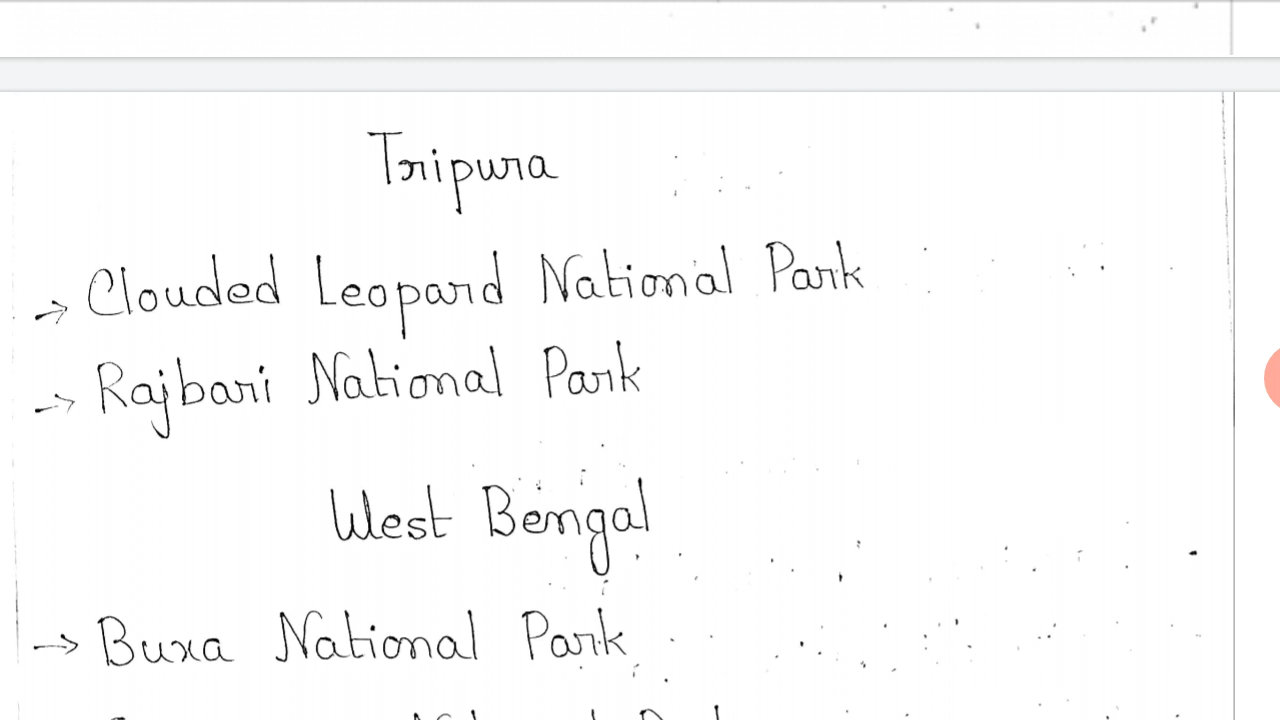 Tripura
→ Clouded Leopard National Park
→ Rajbari National Park
West Bengal
→ Buxa National Park